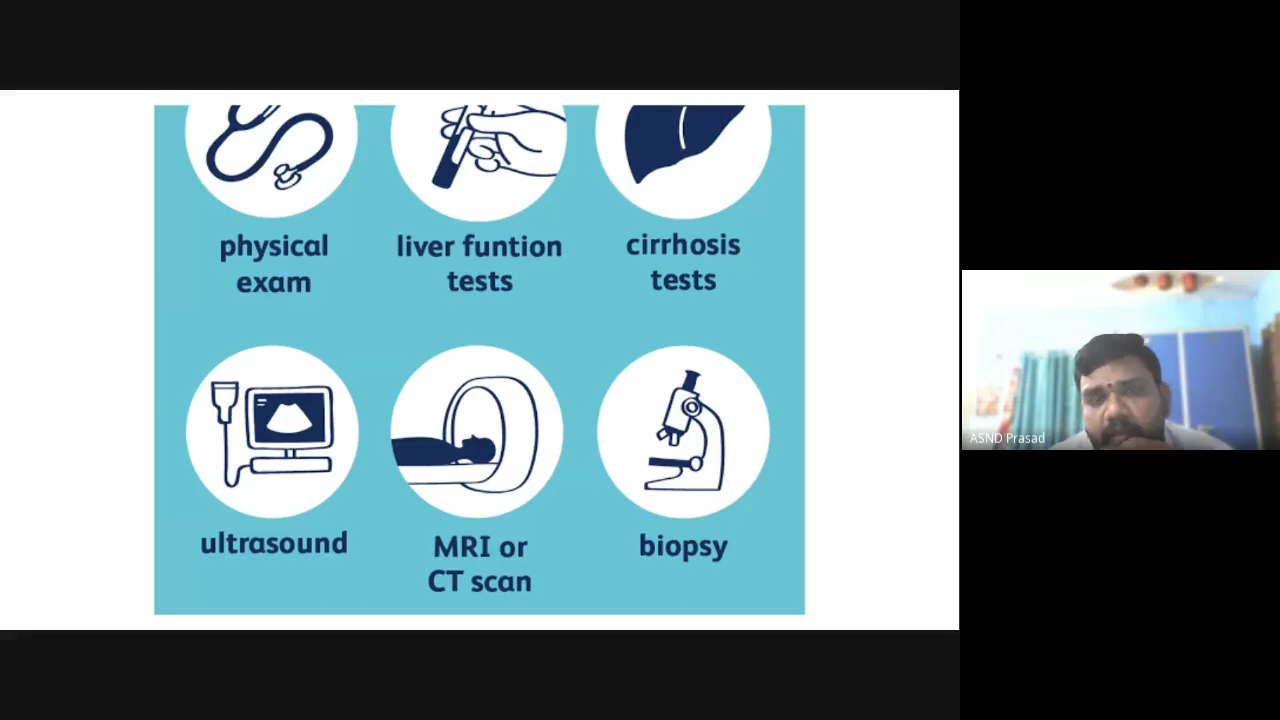 physical
exam
liver funtion
tests
cirrhosis
tests
ultrasound
MRI or
CT scan
biopsy
ASND Prasad